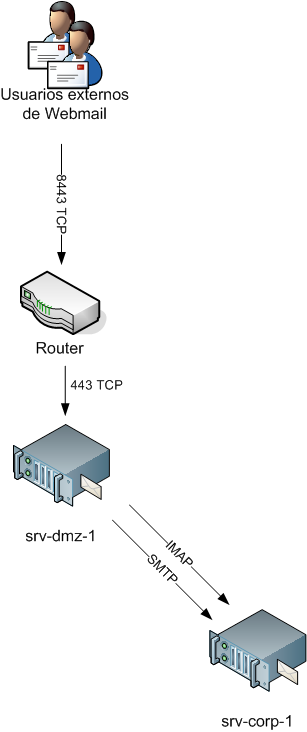 Usuarios externos
de Webmail
8443 TCP
Router
443 TCP
srv-dmz-1
IMAP
SMTP
srv-corp-1